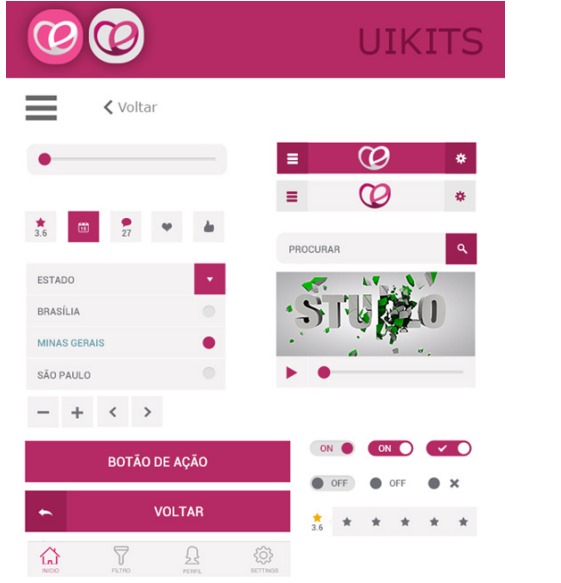 UIKITS
Voltar
3.6
27
PROCURAR
ESTADO
BRASÍLIA
MINAS GERAIS
SÃO PAULO
STUDIO
BOTÃO DE AÇÃO
VOLTAR
ON
ON
OFF
OFF
3.6
INICIO
FILTRO
PERFIL
SETTINGS